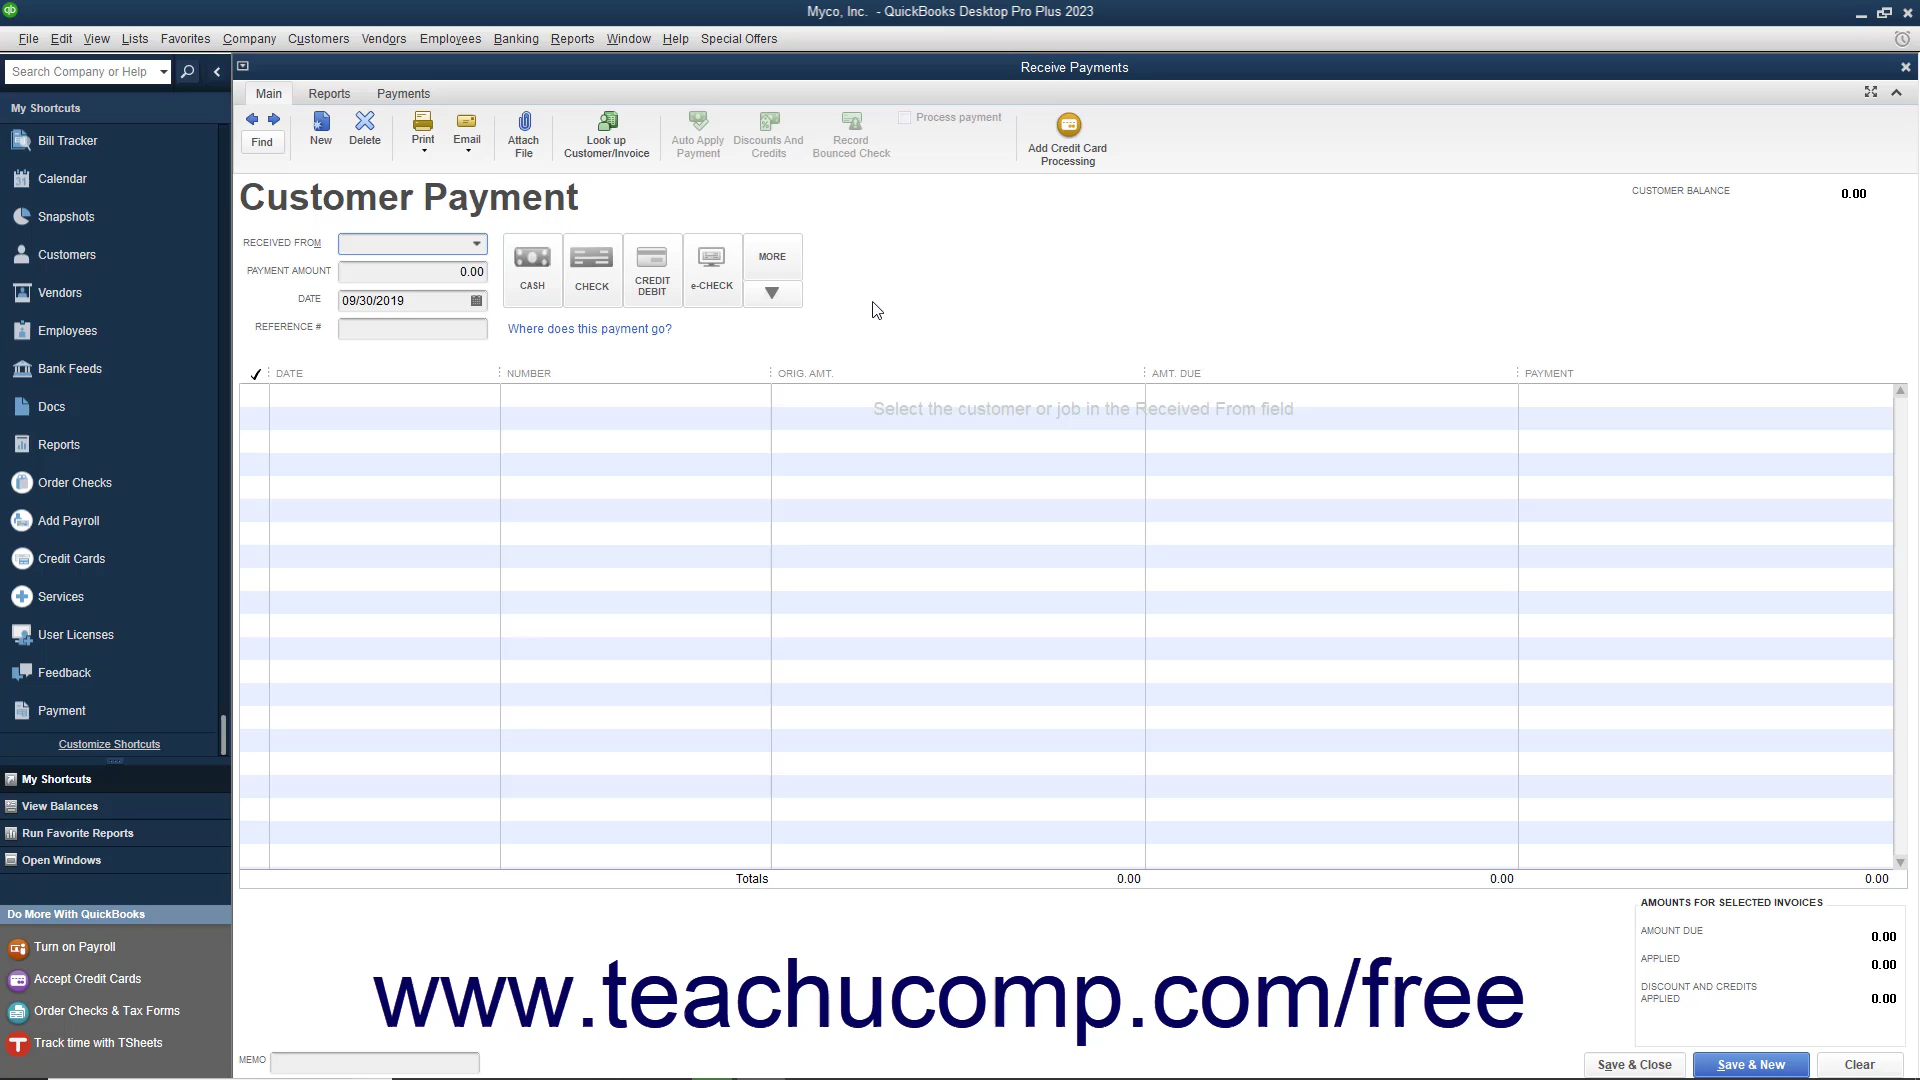 Myco, Inc. - QuickBooks Desktop Pro Plus 2023
File Edit View Lists Favorites Company Customers Vendors Employees Banking Reports Window Help Special Offers
Search Company or Help
Receive Payments
My Shortcuts
Main Reports Payments
Find
New
Delete
Print
Email
Attach File
Look up Customer/Invoice
Auto Apply Payment
Discounts And Credits
Record Bounced Check
Process payment
Add Credit Card Processing
Bill Tracker
Calendar
Snapshots
Customers
Vendors
Employees
Bank Feeds
Docs
Reports
Order Checks
Add Payroll
Credit Cards
Services
User Licenses
Feedback
Payment
Customize Shortcuts
My Shortcuts
View Balances
Run Favorite Reports
Open Windows
Do More With QuickBooks
Turn on Payroll
Accept Credit Cards
Order Checks & Tax Forms
Track time with TSheets
Customer Payment
CUSTOMER BALANCE 0.00
RECEIVED FROM
PAYMENT AMOUNT 0.00
DATE 09/30/2019
REFERENCE #
CASH
CHECK
CREDIT DEBIT
e-CHECK
MORE
Where does this payment go?
DATE NUMBER ORIG. AMT. AMT. DUE PAYMENT
Select the customer or job in the Received From field
Totals 0.00 0.00 0.00
AMOUNTS FOR SELECTED INVOICES
AMOUNT DUE 0.00
APPLIED 0.00
DISCOUNT AND CREDITS APPLIED 0.00
www.teachucomp.com/free
MEMO
Save & Close Save & New Clear